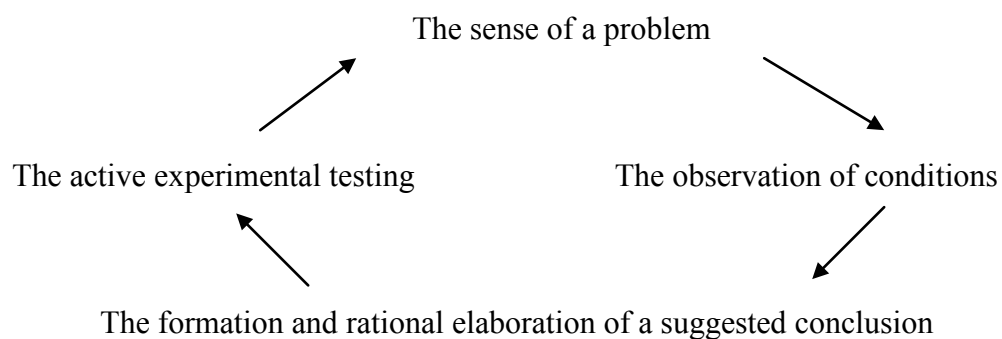 The sense of a problem
The active experimental testing
The observation of conditions
The formation and rational elaboration of a suggested conclusion